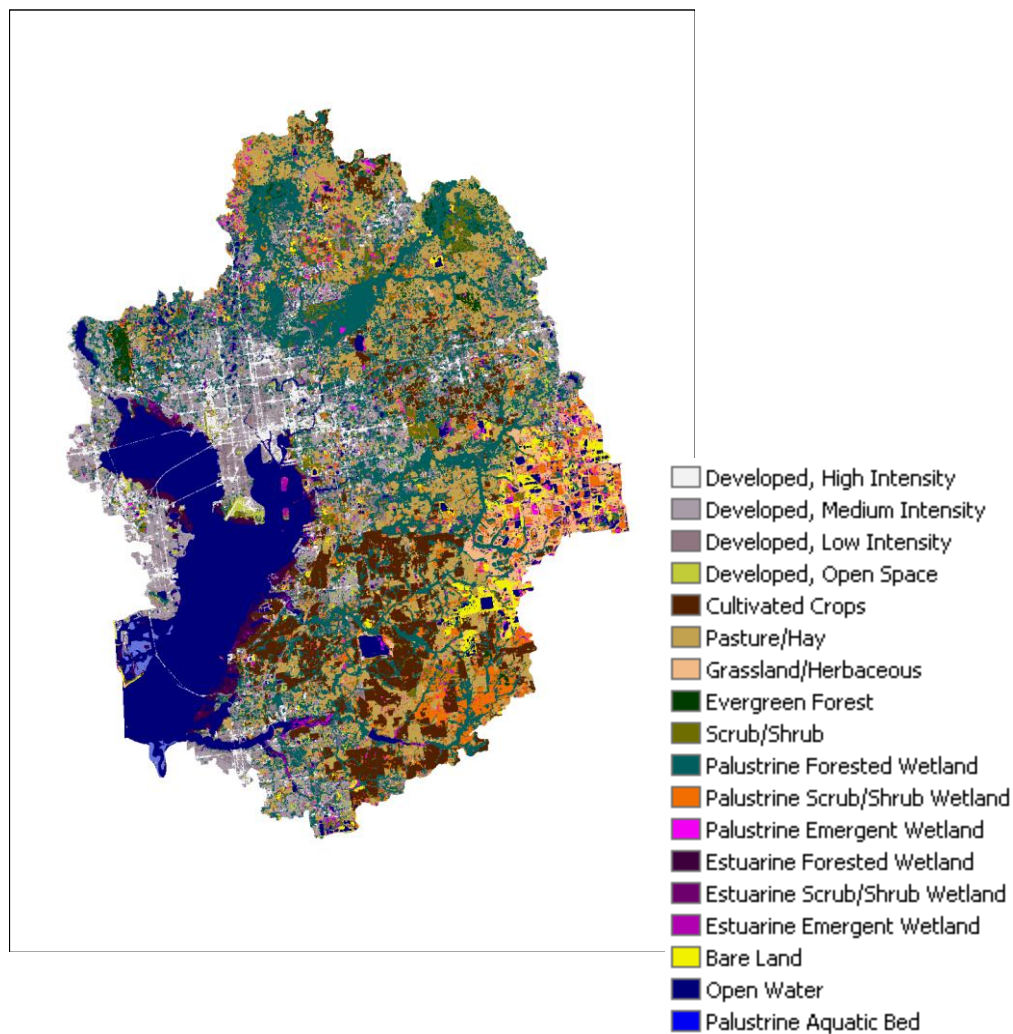 Developed, High Intensity
Developed, Medium Intensity
Developed, Low Intensity
Developed, Open Space
Cultivated Crops
Pasture/Hay
Grassland/Herbaceous
Evergreen Forest
Scrub/Shrub
Palustrine Forested Wetland
Palustrine Scrub/Shrub Wetland
Palustrine Emergent Wetland
Estuarine Forested Wetland
Estuarine Scrub/Shrub Wetland
Estuarine Emergent Wetland
Bare Land
Open Water
Palustrine Aquatic Bed